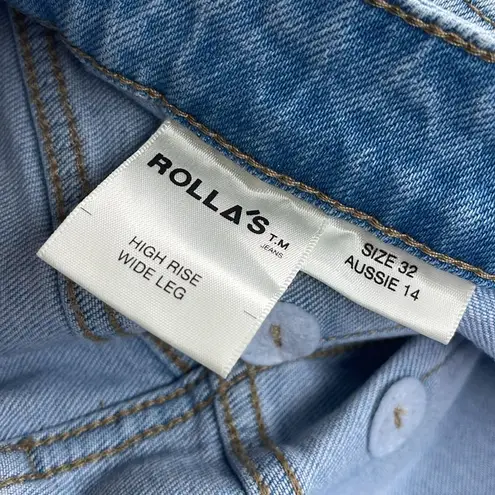 ROLLA'S T.M
JEANS
HIGH RISE
WIDE LEG
SIZE 32
AUSSIE 14